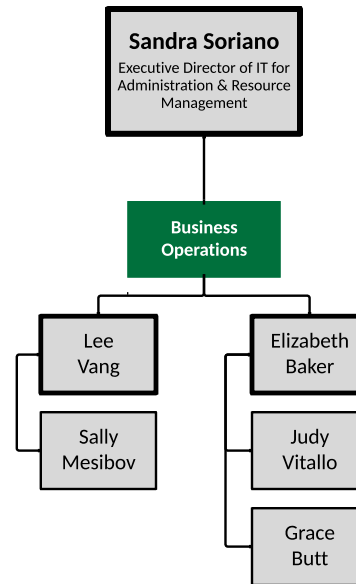 Sandra Soriano
Executive Director of IT for
Administration & Resource
Management
Business
Operations
Lee
Vang
Elizabeth
Baker
Sally
Mesibov
Judy
Vitallo
Grace
Butt